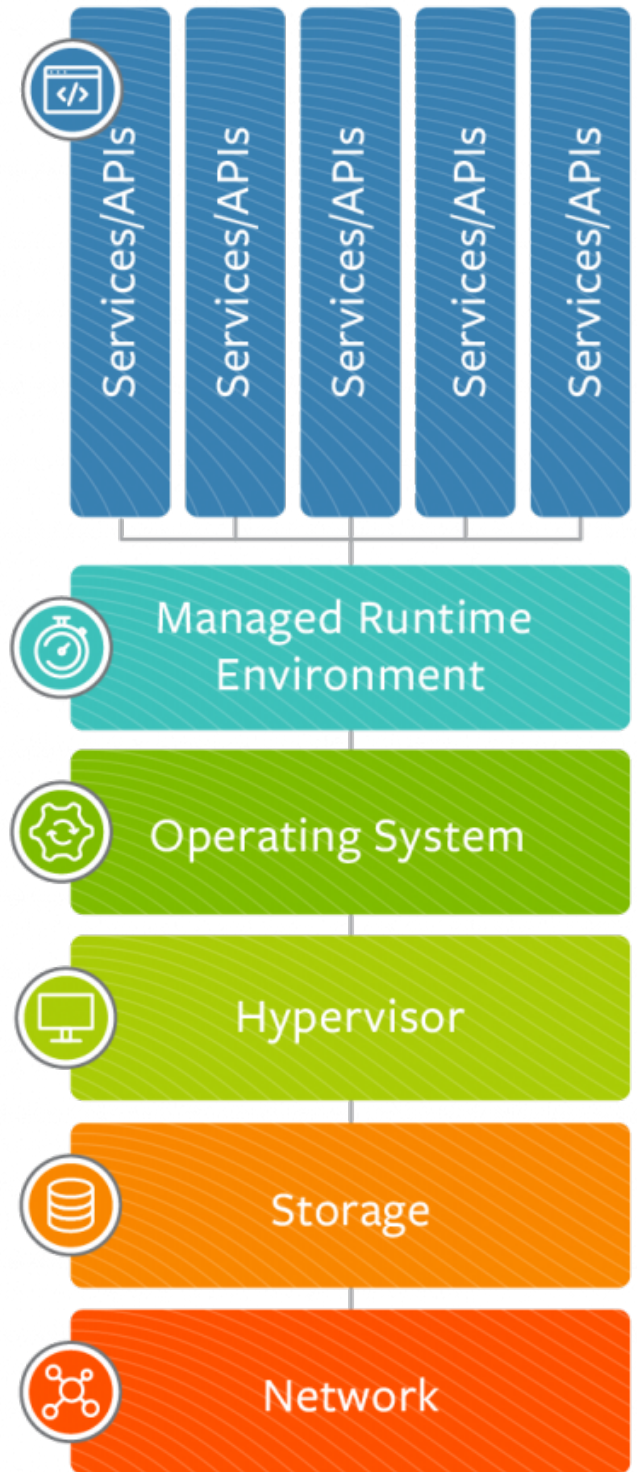 </>
Services/APIs
Services/APIs
Services/APIs
Services/APIs
Services/APIs
Managed Runtime
Environment
Operating System
Hypervisor
Storage
Network